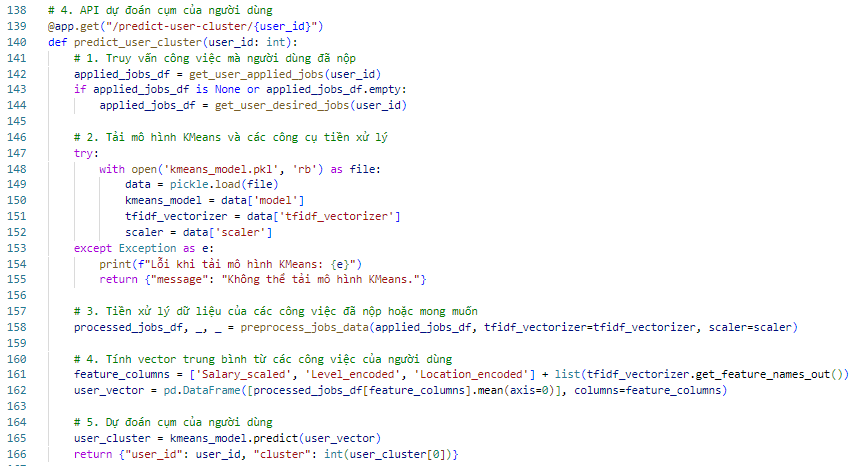 138 # 4. API dự đoán cụm của người dùng
139 @app.get("/predict-user-cluster/{user_id}")
140 def predict_user_cluster(user_id: int):
141     # 1. Truy vấn công việc mà người dùng đã nộp
142     applied_jobs_df = get_user_applied_jobs(user_id)
143     if applied_jobs_df is None or applied_jobs_df.empty:
144         applied_jobs_df = get_user_desired_jobs(user_id)
145
146     # 2. Tải mô hình KMeans và các công cụ tiền xử lý
147     try:
148         with open('kmeans_model.pkl', 'rb') as file:
149             data = pickle.load(file)
150             kmeans_model = data['model']
151             tfidf_vectorizer = data['tfidf_vectorizer']
152             scaler = data['scaler']
153     except Exception as e:
154         print(f"Lỗi khi tải mô hình KMeans: {e}")
155         return {"message": "Không thể tải mô hình KMeans."}
156
157     # 3. Tiền xử lý dữ liệu của các công việc đã nộp hoặc mong muốn
158     processed_jobs_df, _, _ = preprocess_jobs_data(applied_jobs_df, tfidf_vectorizer=tfidf_vectorizer, scaler=scaler)
159
160     # 4. Tính vector trung bình từ các công việc của người dùng
161     feature_columns = ['Salary_scaled', 'Level_encoded', 'Location_encoded'] + list(tfidf_vectorizer.get_feature_names_out())
162     user_vector = pd.DataFrame([processed_jobs_df[feature_columns].mean(axis=0)], columns=feature_columns)
163
164     # 5. Dự đoán cụm của người dùng
165     user_cluster = kmeans_model.predict(user_vector)
166     return {"user_id": user_id, "cluster": int(user_cluster[0])}